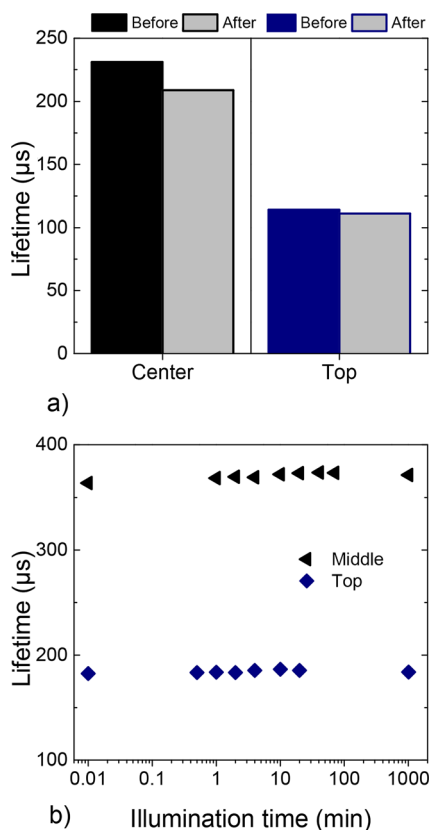 Before After Before After
250
200
150
100
50
0
Lifetime (µs)
Center Top
a)
400
300
200
100
Lifetime (µs)
Middle
Top
0.01 0.1 1 10 100 1000
b) Illumination time (min)